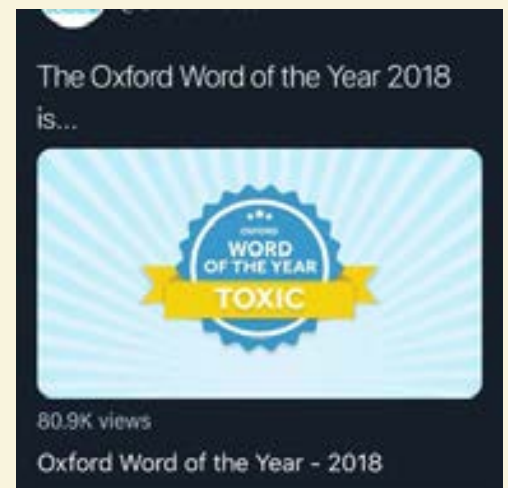 The Oxford Word of the Year 2018
is...
OXFORD
WORD
OF THE YEAR
TOXIC
80.9K views
Oxford Word of the Year - 2018